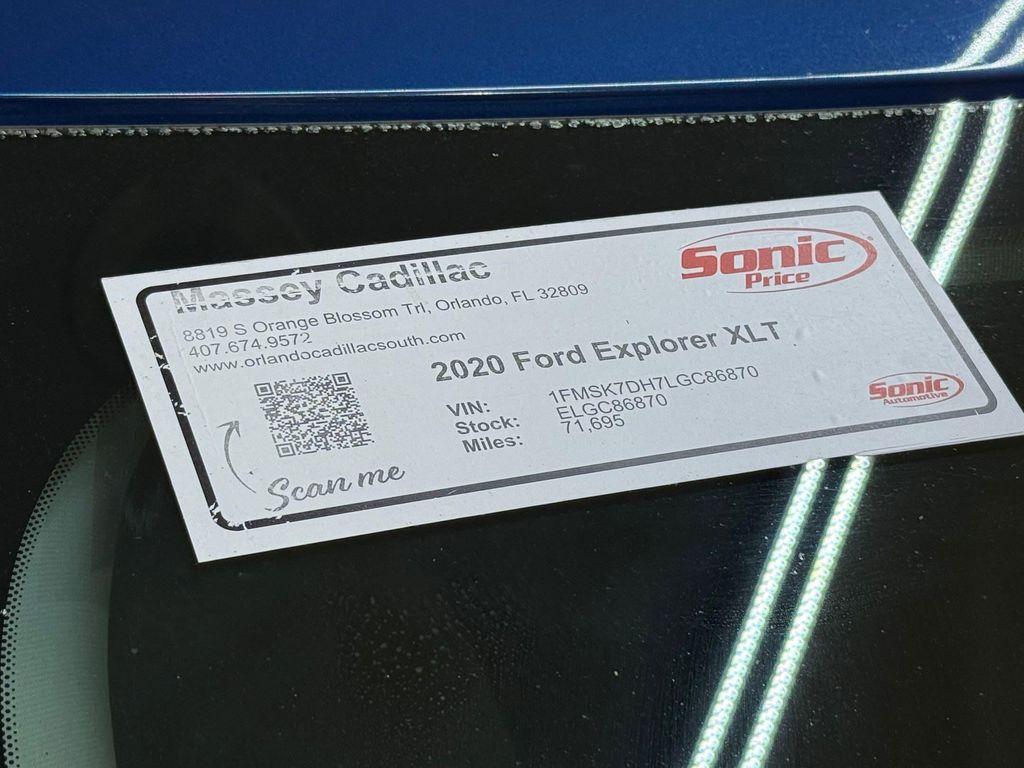 Massey Cadillac
8819 S Orange Blossom Trl, Orlando, FL 32809
407.674.9572
www.orlandocadillacsouth.com
Sonic
Price
2020 Ford Explorer XLT
VIN: 1FMSK7DH7LGC86870
Stock: ELGC86870
Miles: 71,695
Scan me
Sonic
Automotive